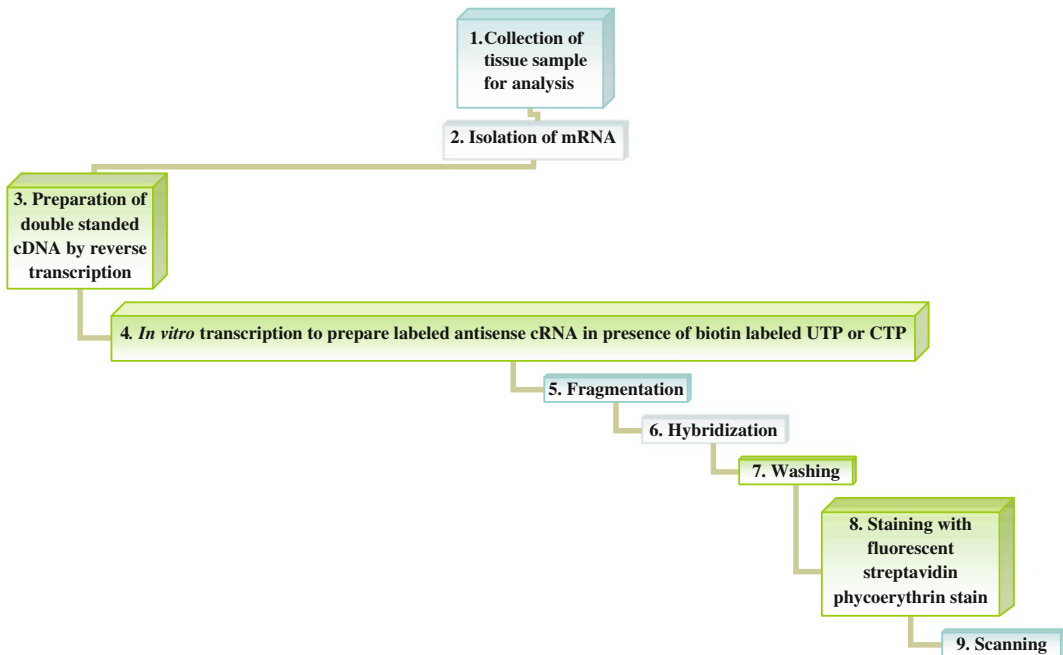 1.Collection of
tissue sample
for analysis
2. Isolation of mRNA
3. Preparation of
double standed
cDNA by reverse
transcription
4. In vitro transcription to prepare labeled antisense cRNA in presence of biotin labeled UTP or CTP
5. Fragmentation
6. Hybridization
7. Washing
8. Staining with
fluorescent
streptavidin
phycoerythrin stain
9. Scanning